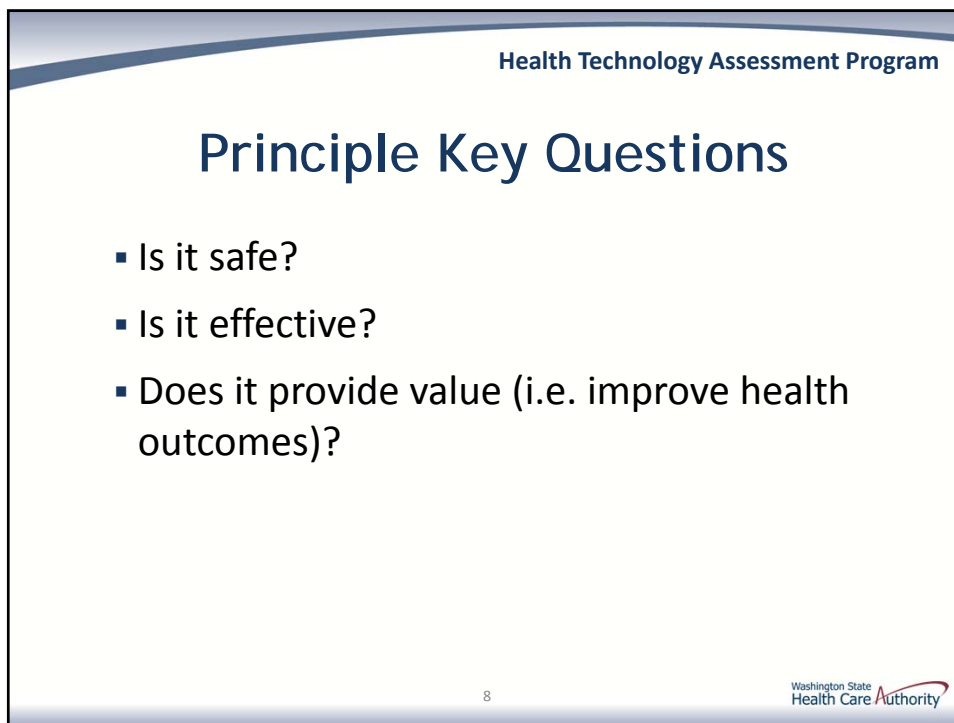 Health Technology Assessment Program
Principle Key Questions
▪ Is it safe?
▪ Is it effective?
▪ Does it provide value (i.e. improve health
outcomes)?
8
Washington State
Health Care Authority